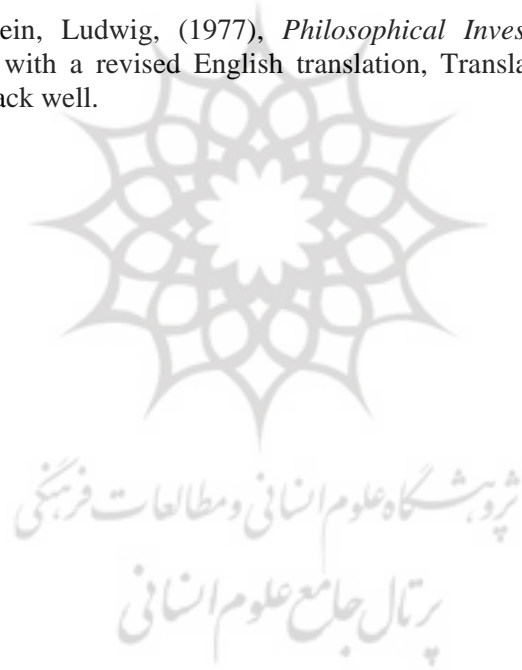 ein, Ludwig, (1977), Philosophical Inves
with a revised English translation, Transla
ack well.
پژوهشگاه علوم انسانی و مطالعات فرهنگی
پرتال جامع علوم انسانی